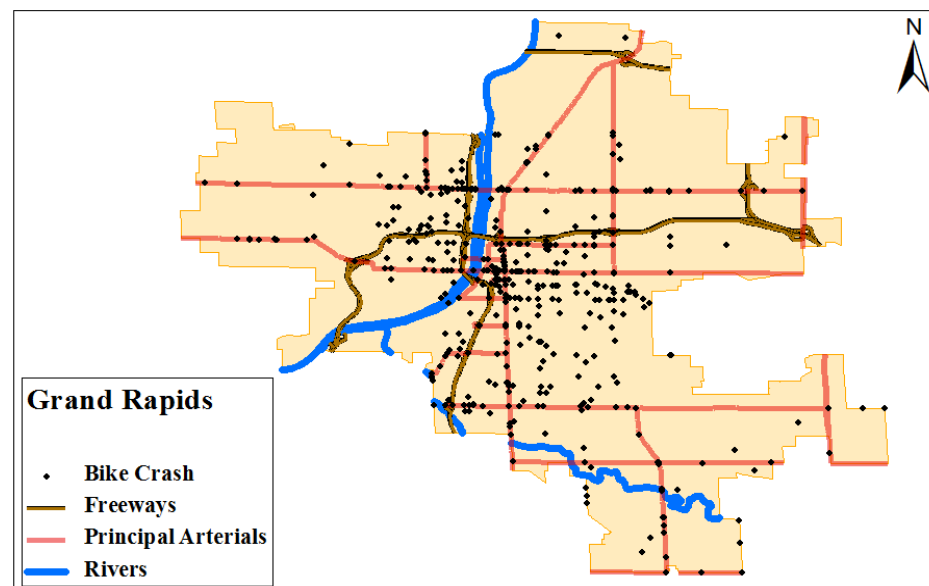 N
Grand Rapids
Bike Crash
Freeways
Principal Arterials
Rivers